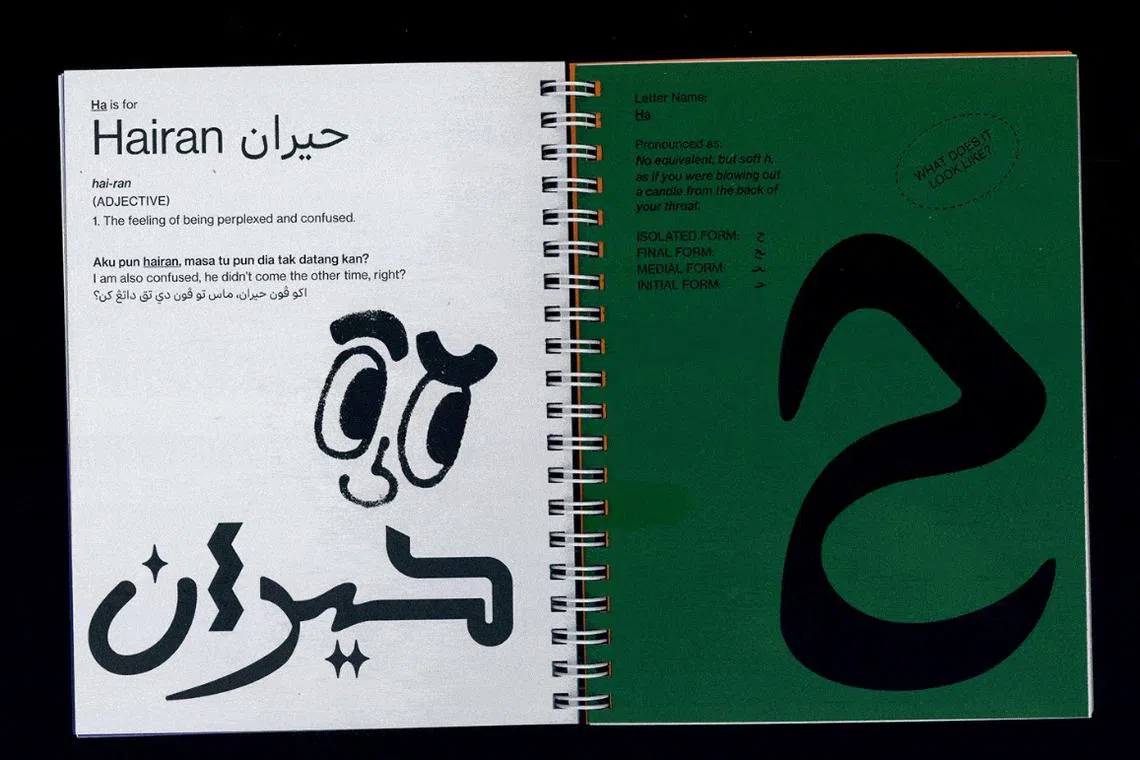 Ha is for
Hairan حيران
hai-ran
(ADJECTIVE)
1. The feeling of being perplexed and confused.
Aku pun hairan, masa tu pun dia tak datang kan?
I am also confused, he didn't come the other time, right?
اكو ڤون حيران، ماس تو ڤون دي تق داتڠ كن؟
حيران
Letter Name:
Ha
Pronounced as:
No equivalent, but soft h,
as if you were blowing out
a candle from the back of
your throat.
ISOLATED FORM: ح
FINAL FORM: ـح
MEDIAL FORM: ـحـ
INITIAL FORM: حـ
WHAT DOES IT
LOOK LIKE?
ح